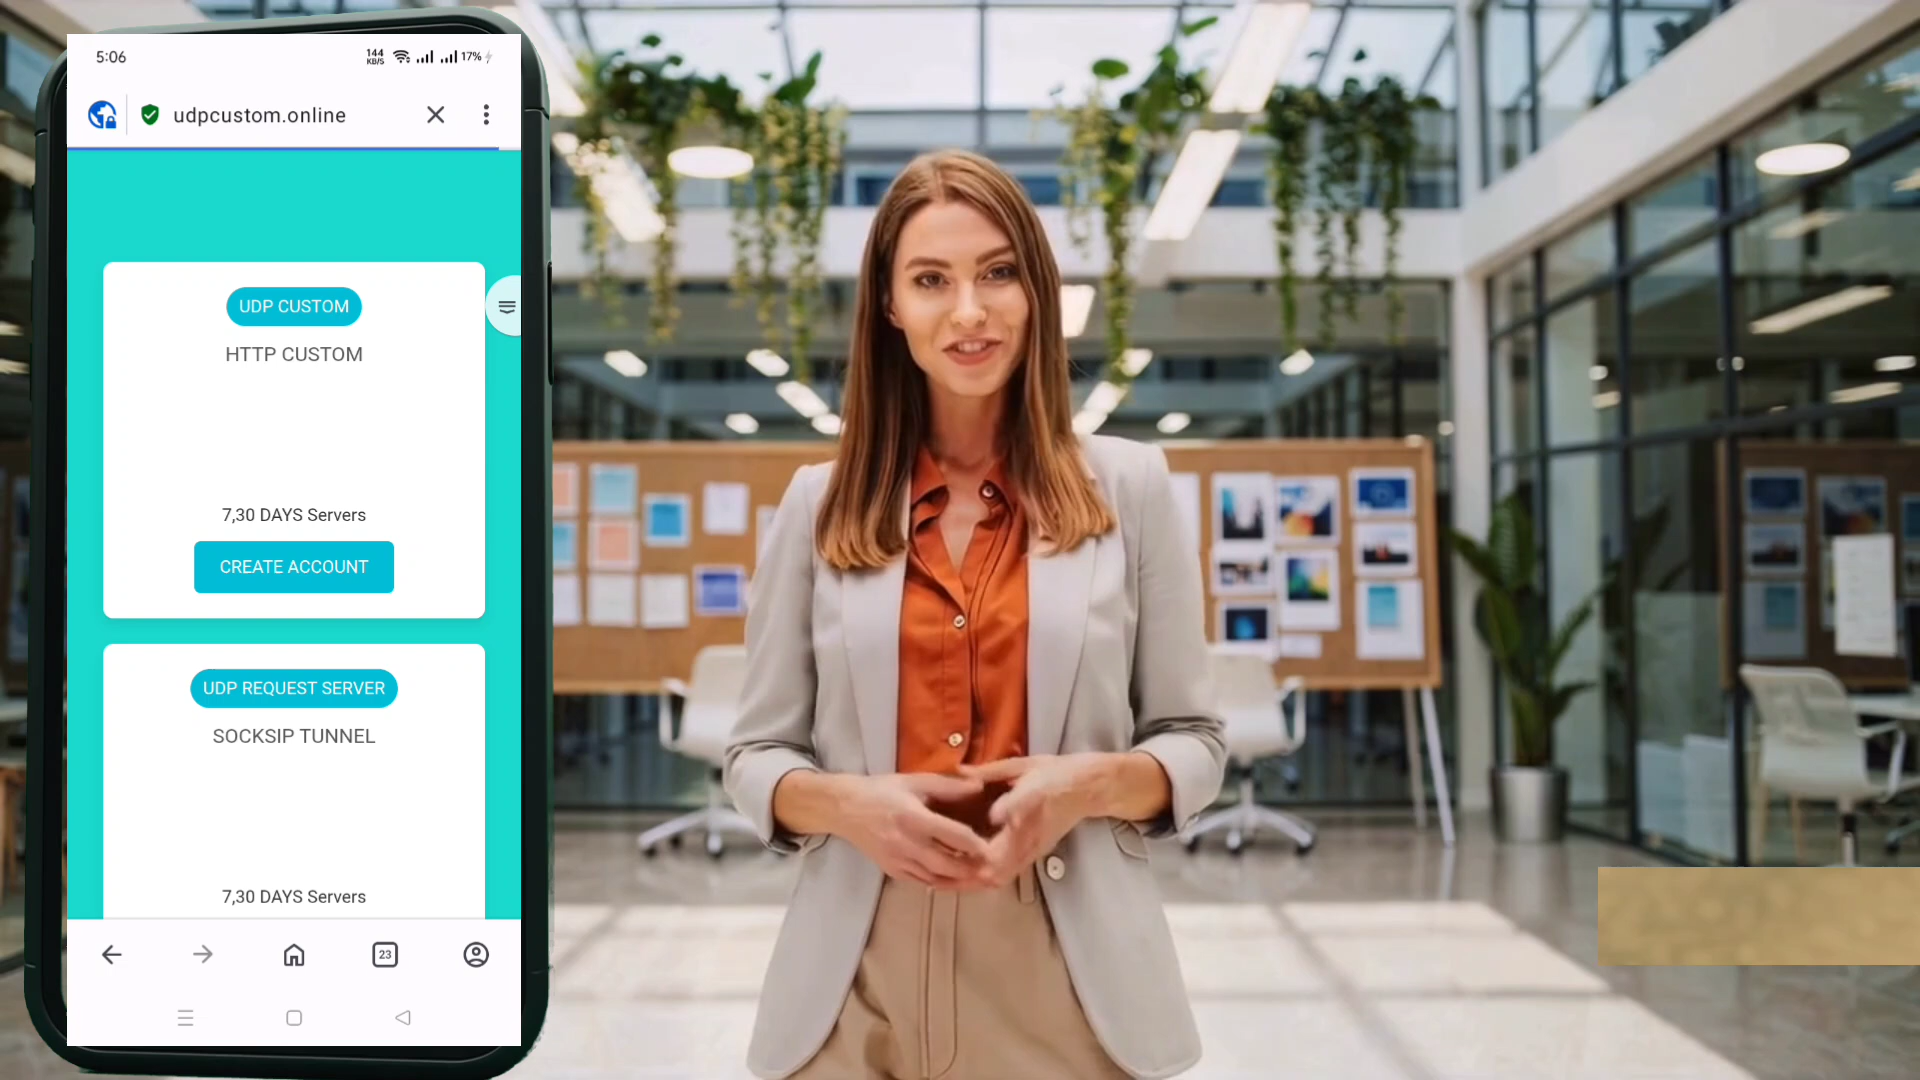 5:06
144
KB/S
17%
udpcustom.online
UDP CUSTOM
HTTP CUSTOM
7,30 DAYS Servers
CREATE ACCOUNT
UDP REQUEST SERVER
SOCKSIP TUNNEL
7,30 DAYS Servers
23